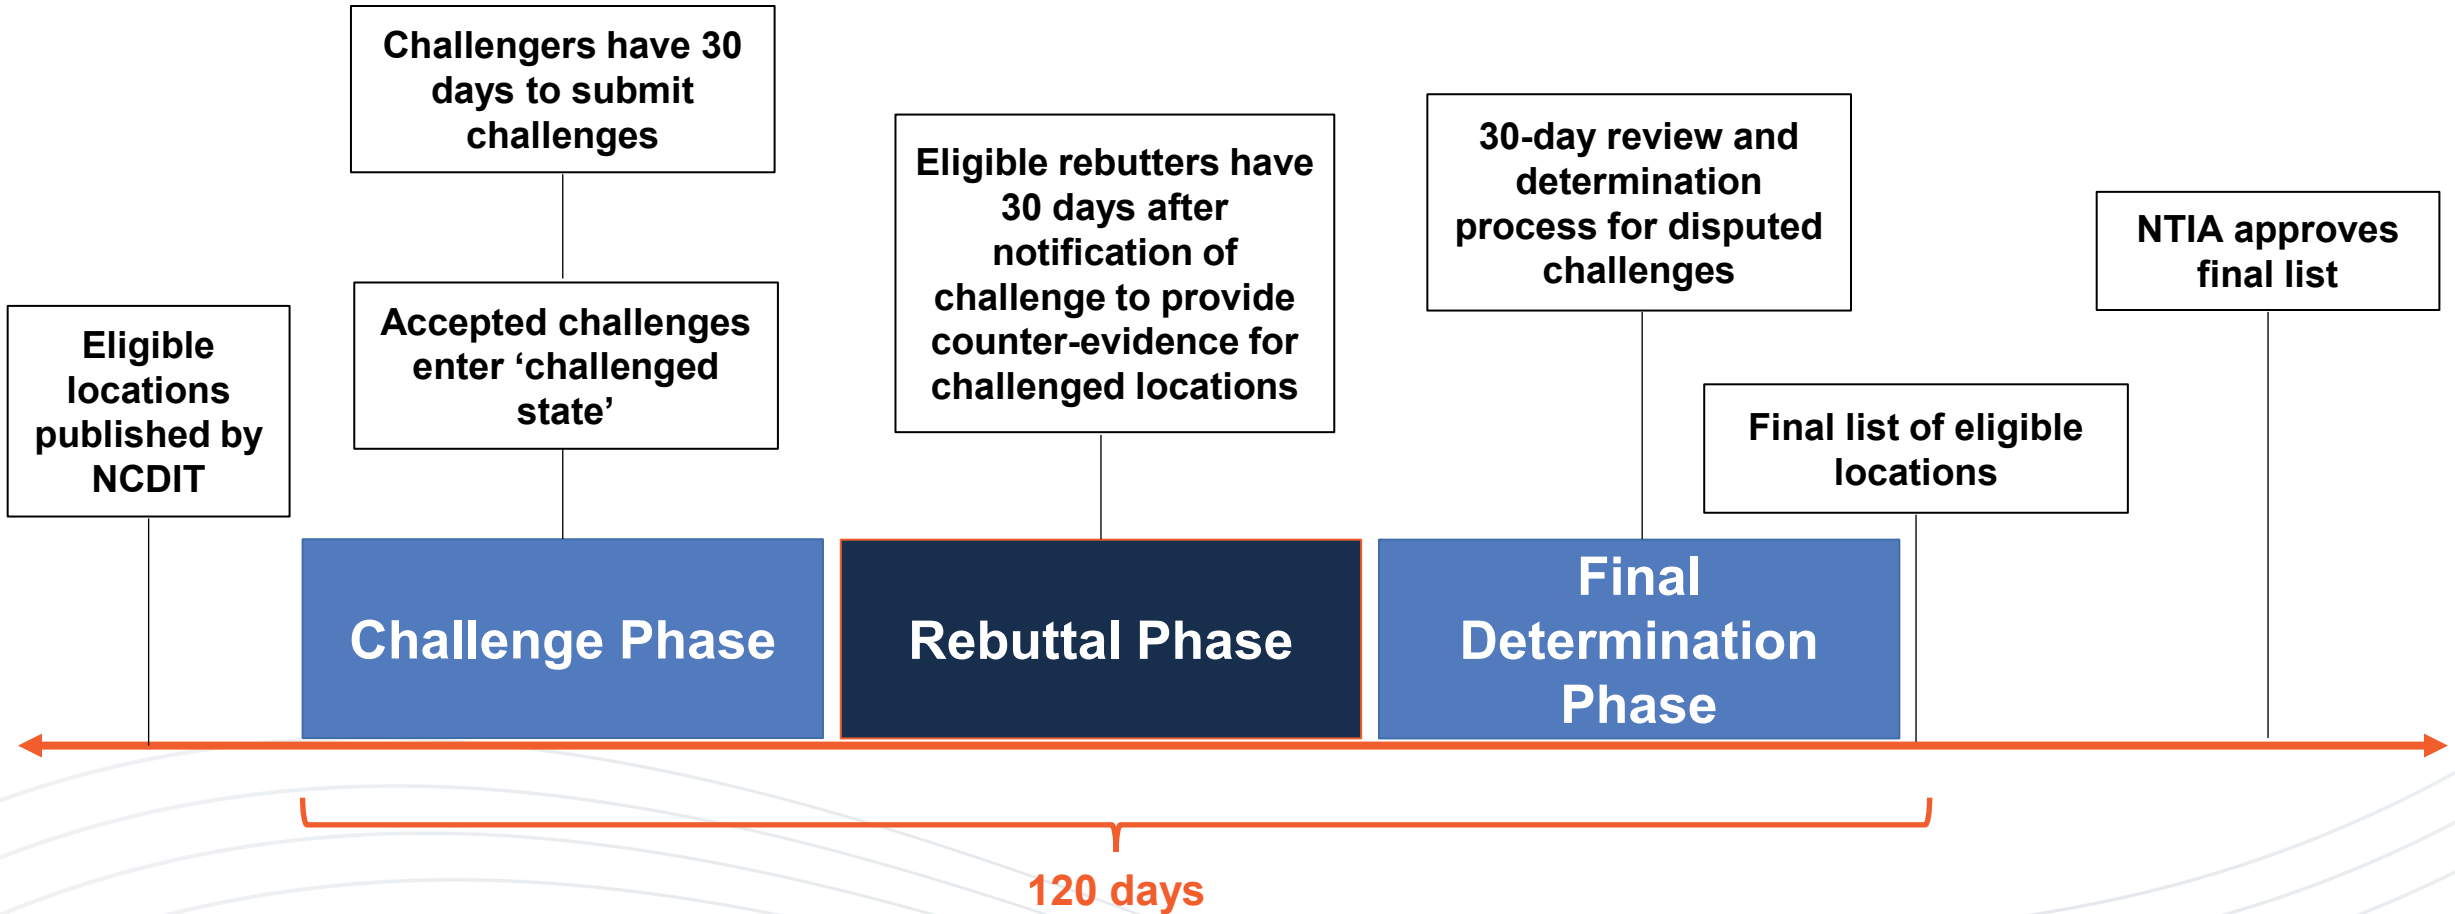 Eligible
locations
published by
NCDIT
Challengers have 30
days to submit
challenges
Accepted challenges
enter ‘challenged
state’
Eligible rebutters have
30 days after
notification of
challenge to provide
counter-evidence for
challenged locations
30-day review and
determination
process for disputed
challenges
Final list of eligible
locations
NTIA approves
final list
Challenge Phase
Rebuttal Phase
Final
Determination
Phase
120 days